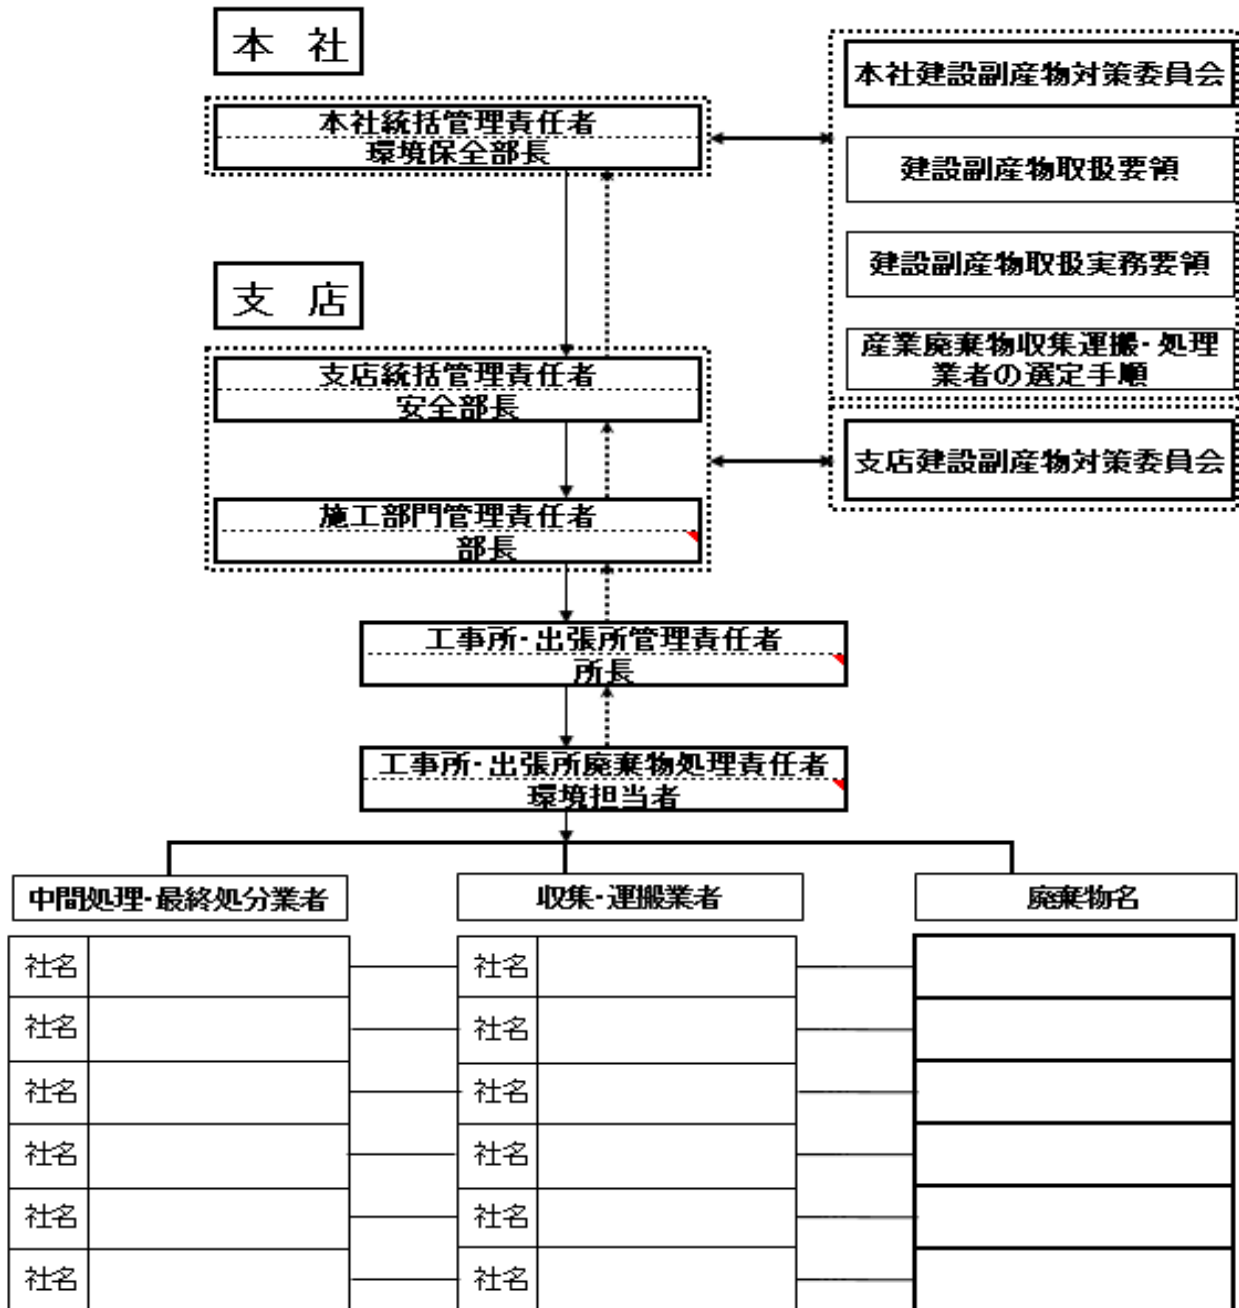 本 社
本社統括管理責任者
環境保全部長
本社建設副産物対策委員会
建設副産物取扱要領
建設副産物取扱実務要領
産業廃棄物収集運搬・処理
業者の選定手順
支 店
支店統括管理責任者
安全部長
施工部門管理責任者
部長
支店建設副産物対策委員会
工事所・出張所管理責任者
所長
工事所・出張所廃棄物処理責任者
環境担当者
中間処理・最終処分業者
収集・運搬業者
廃棄物名
社名
社名
社名
社名
社名
社名
社名
社名
社名
社名
社名
社名